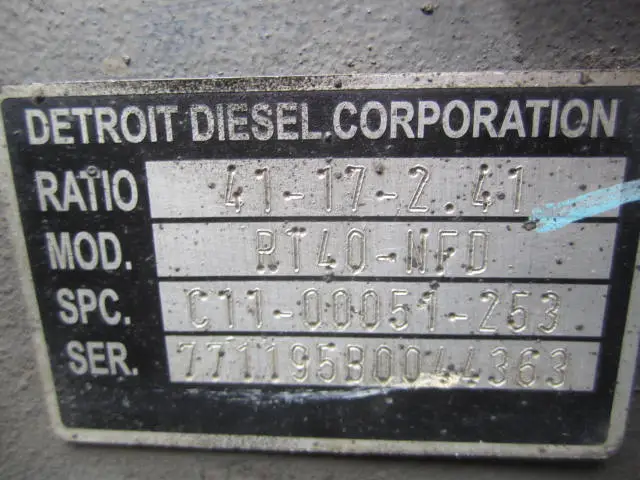 DETROIT DIESEL CORPORATION
RATIO 41-17-2.41
MOD. RT40-NFD
SPC. C11-00051-253
SER. 771195B0044363